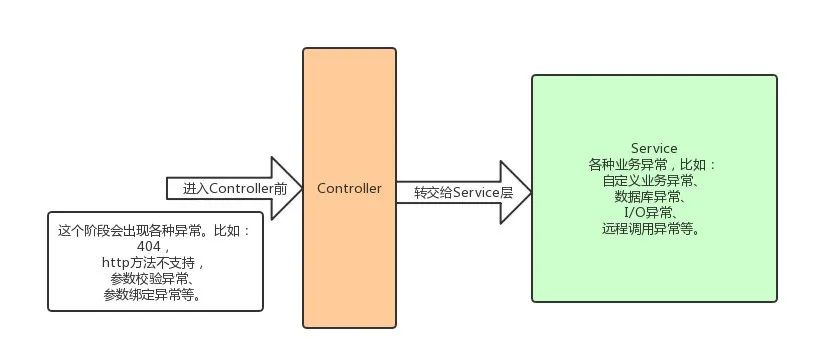 进入Controller前
这个阶段会出现各种异常。比如：
404，
http方法不支持，
参数校验异常、
参数绑定异常等。
Controller
转交给Service层
Service
各种业务异常，比如：
自定义业务异常、
数据库异常、
I/O异常、
远程调用异常等。